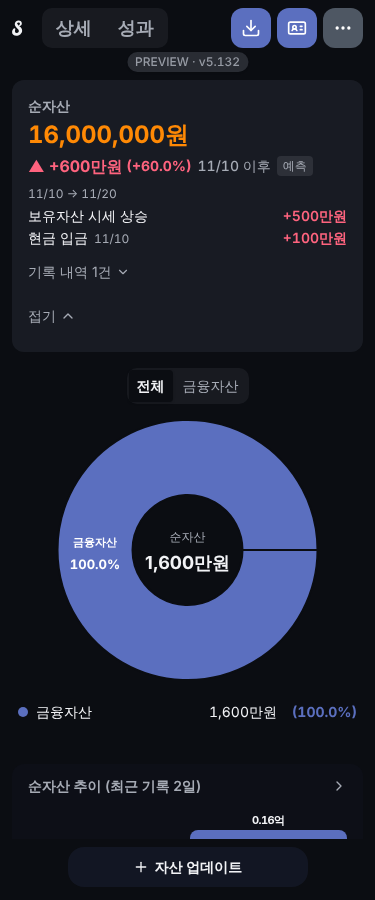 상세 성과
PREVIEW · v5.132
순자산
16,000,000원
▲ +600만원 (+60.0%) 11/10 이후 예측
11/10 → 11/20
보유자산 시세 상승 +500만원
현금 입금 11/10 +100만원
기록 내역 1건
접기
전체 금융자산
순자산
금융자산
1,600만원
100.0%
금융자산 1,600만원 (100.0%)
순자산 추이 (최근 기록 2일)
0.16억
+ 자산 업데이트